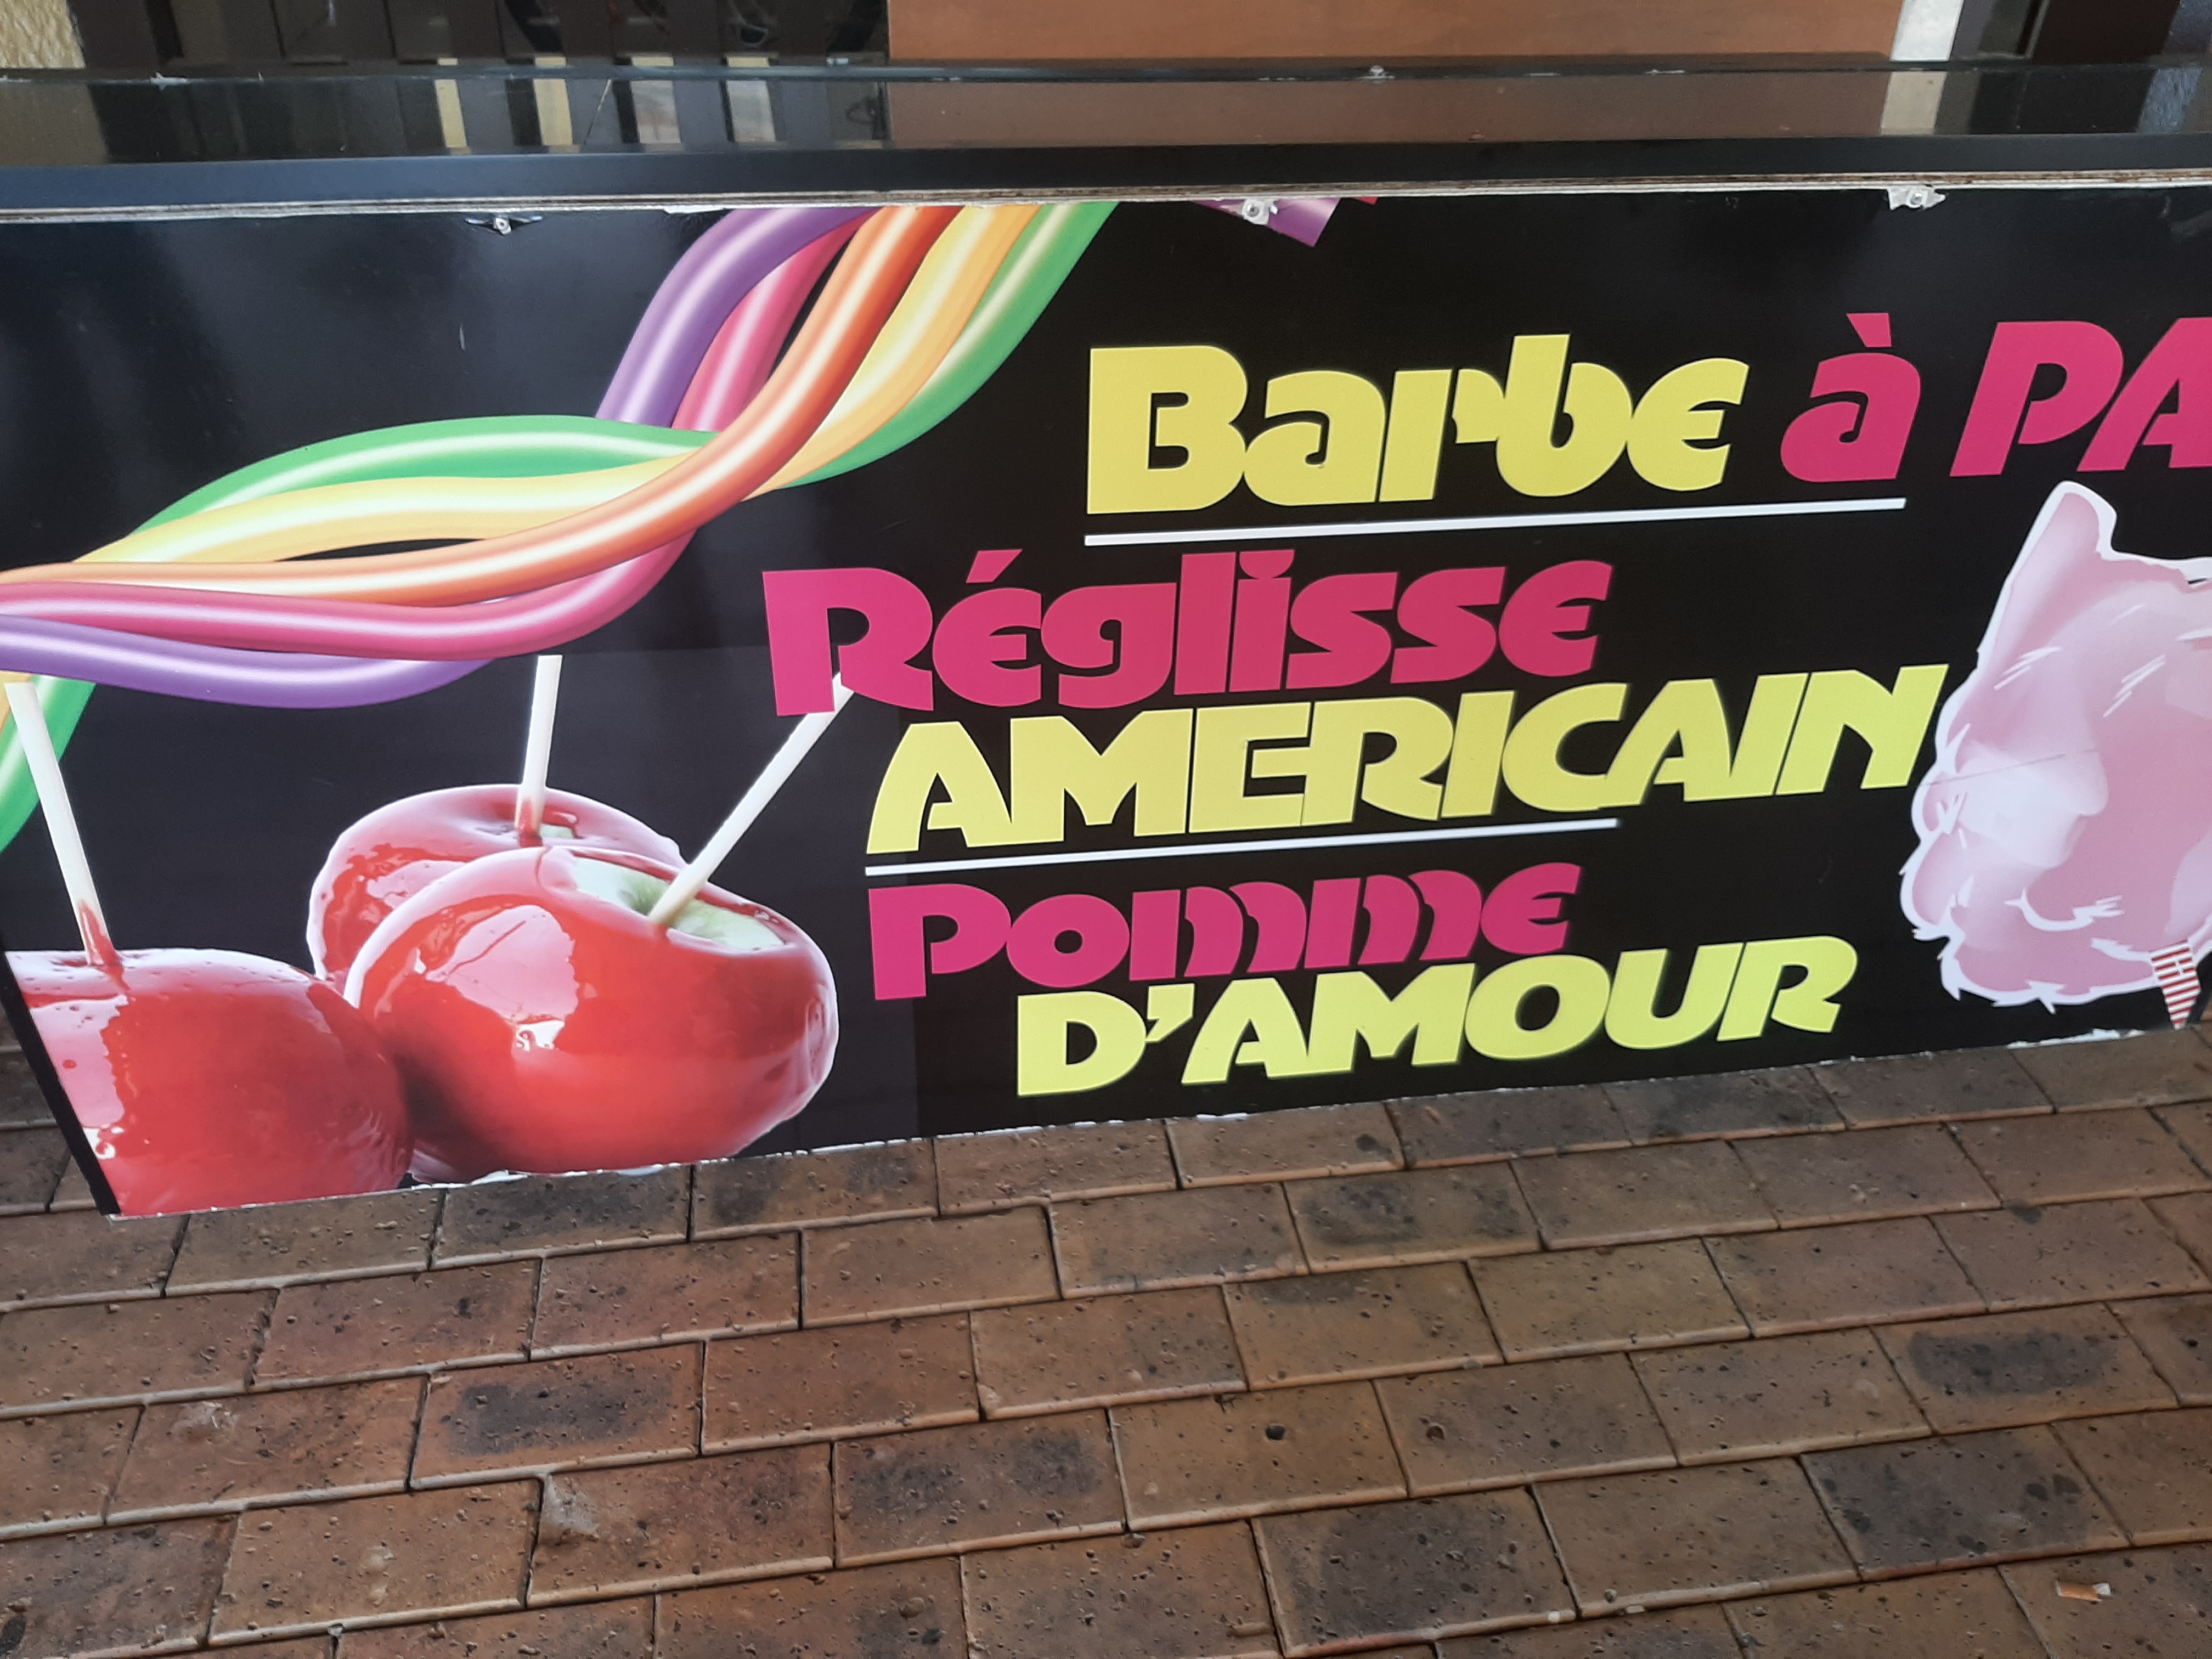 Barbe à PA
Réglisse
AMERICAIN
Pomme
D'AMOUR